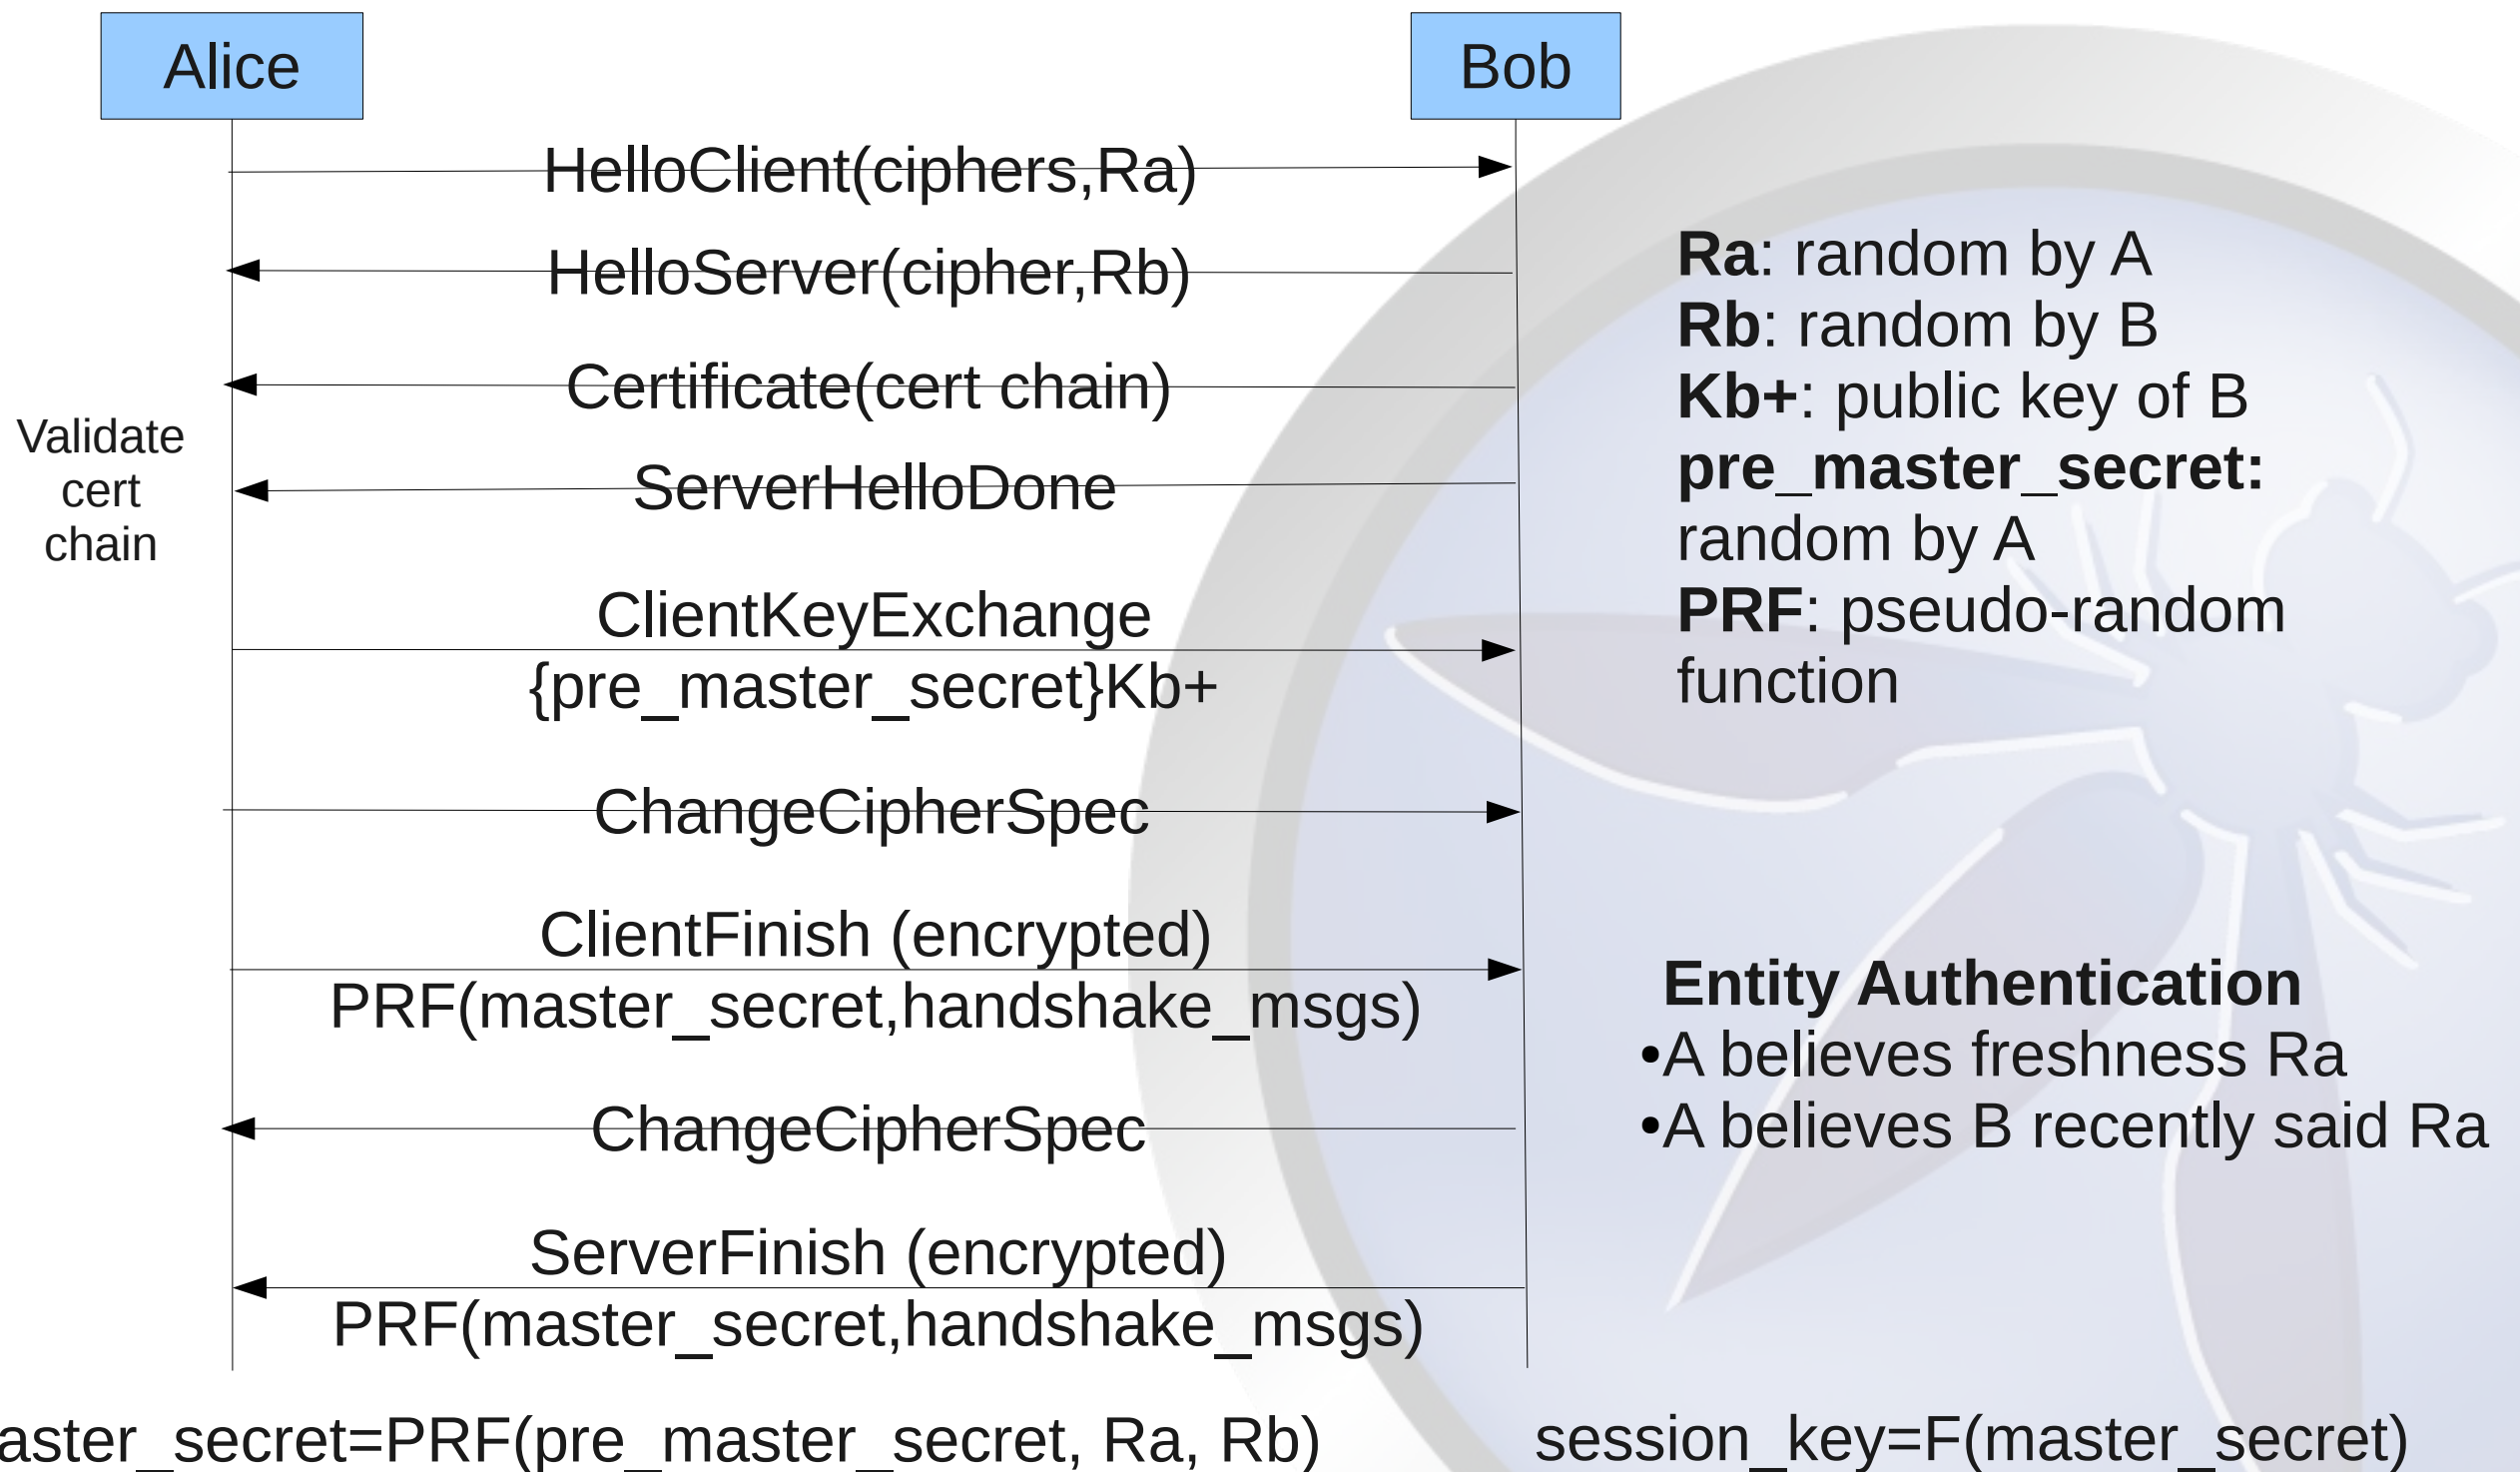 Alice
Bob
HelloClient(ciphers,Ra)
HelloServer(cipher,Rb)
Certificate(cert chain)
Validate
cert
chain
ServerHelloDone
ClientKeyExchange
{pre_master_secret}Kb+
ChangeCipherSpec
ClientFinish (encrypted)
PRF(master_secret,handshake_msgs)
ChangeCipherSpec
ServerFinish (encrypted)
PRF(master_secret,handshake_msgs)
Ra: random by A
Rb: random by B
Kb+: public key of B
pre_master_secret:
random by A
PRF: pseudo-random
function
Entity Authentication
•A believes freshness Ra
•A believes B recently said Ra
aster_secret=PRF(pre_master_secret, Ra, Rb)
session_key=F(master_secret)